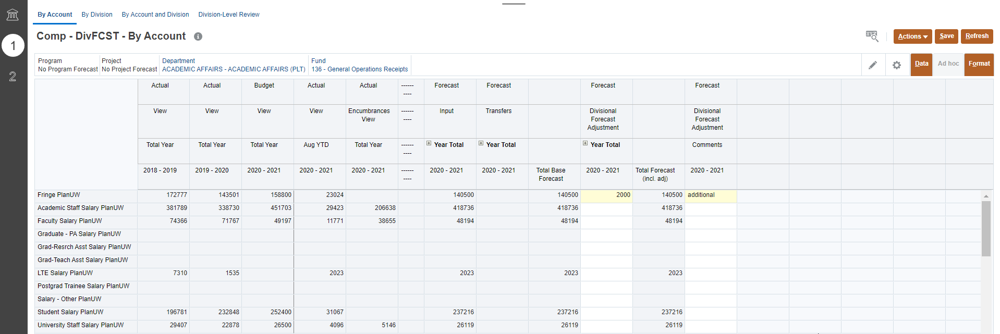 By Account By Division By Account and Division Division-Level Review
1
2
Comp - DivFCST - By Account i
Actions Save Refresh
Program Project Department Fund
No Program Forecast No Project Forecast ACADEMIC AFFAIRS - ACADEMIC AFFAIRS (PLT) 136 - General Operations Receipts
Data Ad hoc Format
Actual Actual Budget Actual Actual ------ Forecast Forecast Forecast Forecast
----
View View View View Encumbrances ------ Input Transfers Divisional Divisional
View ---- Forecast Forecast
Adjustment Adjustment
Total Year Total Year Total Year Aug YTD Total Year ------ Year Total Year Total Year Total Comments
----
2018 - 2019 2019 - 2020 2020 - 2021 2020 - 2021 2020 - 2021 ------ 2020 - 2021 2020 - 2021 Total Base 2020 - 2021 Total Forecast 2020 - 2021
---- Forecast (incl. adj)
Fringe PlanUW 172777 143501 158800 23024 140500 140500 2000 140500 additional
Academic Staff Salary PlanUW 381789 338730 451703 29423 206638 418736 418736 418736
Faculty Salary PlanUW 74366 71767 49197 11771 38655 48194 48194 48194
Graduate - PA Salary PlanUW
Grad-Resrch Asst Salary PlanUW
Grad-Teach Asst Salary PlanUW
LTE Salary PlanUW 7310 1535 2023 2023 2023 2023
Postgrad Trainee Salary PlanUW
Salary - Other PlanUW
Student Salary PlanUW 196781 232848 252400 31067 237216 237216 237216
University Staff Salary PlanUW 29407 22878 26500 4096 5146 26119 26119 26119